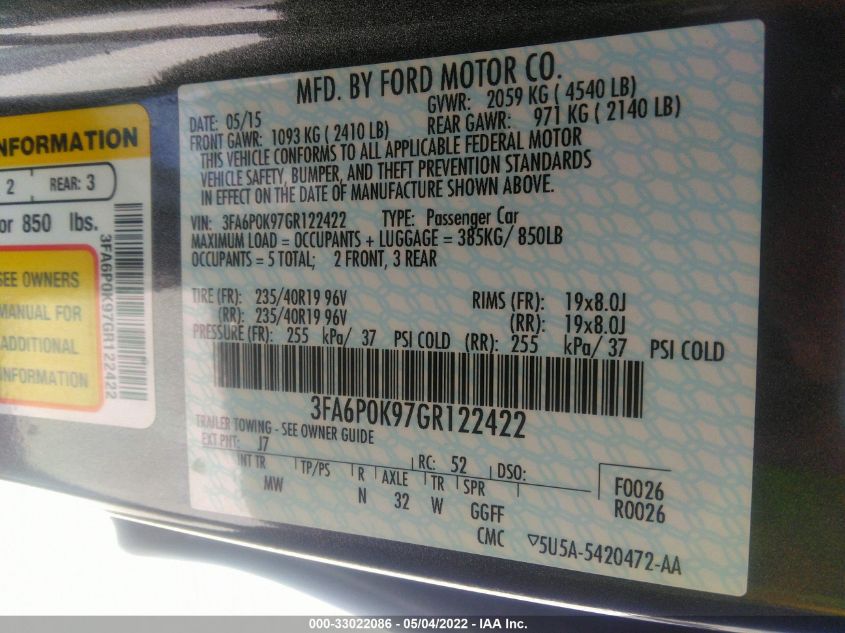 NFORMATION
2 REAR: 3
or 850 lbs.
SEE OWNERS
MANUAL FOR
ADDITIONAL
INFORMATION
3FA6P0K97GR122422
MFD. BY FORD MOTOR CO.
DATE: 05/15 GVWR: 2059 KG ( 4540 LB)
FRONT GAWR: 1093 KG ( 2410 LB) REAR GAWR: 971 KG ( 2140 LB)
THIS VEHICLE CONFORMS TO ALL APPLICABLE FEDERAL MOTOR
VEHICLE SAFETY, BUMPER, AND THEFT PREVENTION STANDARDS
IN EFFECT ON THE DATE OF MANUFACTURE SHOWN ABOVE.
VIN: 3FA6P0K97GR122422 TYPE: Passenger Car
MAXIMUM LOAD = OCCUPANTS + LUGGAGE = 385KG/ 850LB
OCCUPANTS = 5 TOTAL; 2 FRONT, 3 REAR
TIRE (FR): 235/40R19 96V RIMS (FR): 19x8.0J
(RR): 235/40R19 96V (RR): 19x8.0J
PRESSURE (FR): 255 kPa/ 37 PSI COLD (RR): 255 kPa/ 37 PSI COLD
3FA6P0K97GR122422
TRAILER TOWING - SEE OWNER GUIDE
EXT PNT: J7 RC: 52 DSO:
INT TR TP/PS R AXLE TR SPR
MW N 32 W GGFF
F0026
R0026
CMC ▽5U5A-5420472-AA
000-33022086 - 05/04/2022 - IAA Inc.